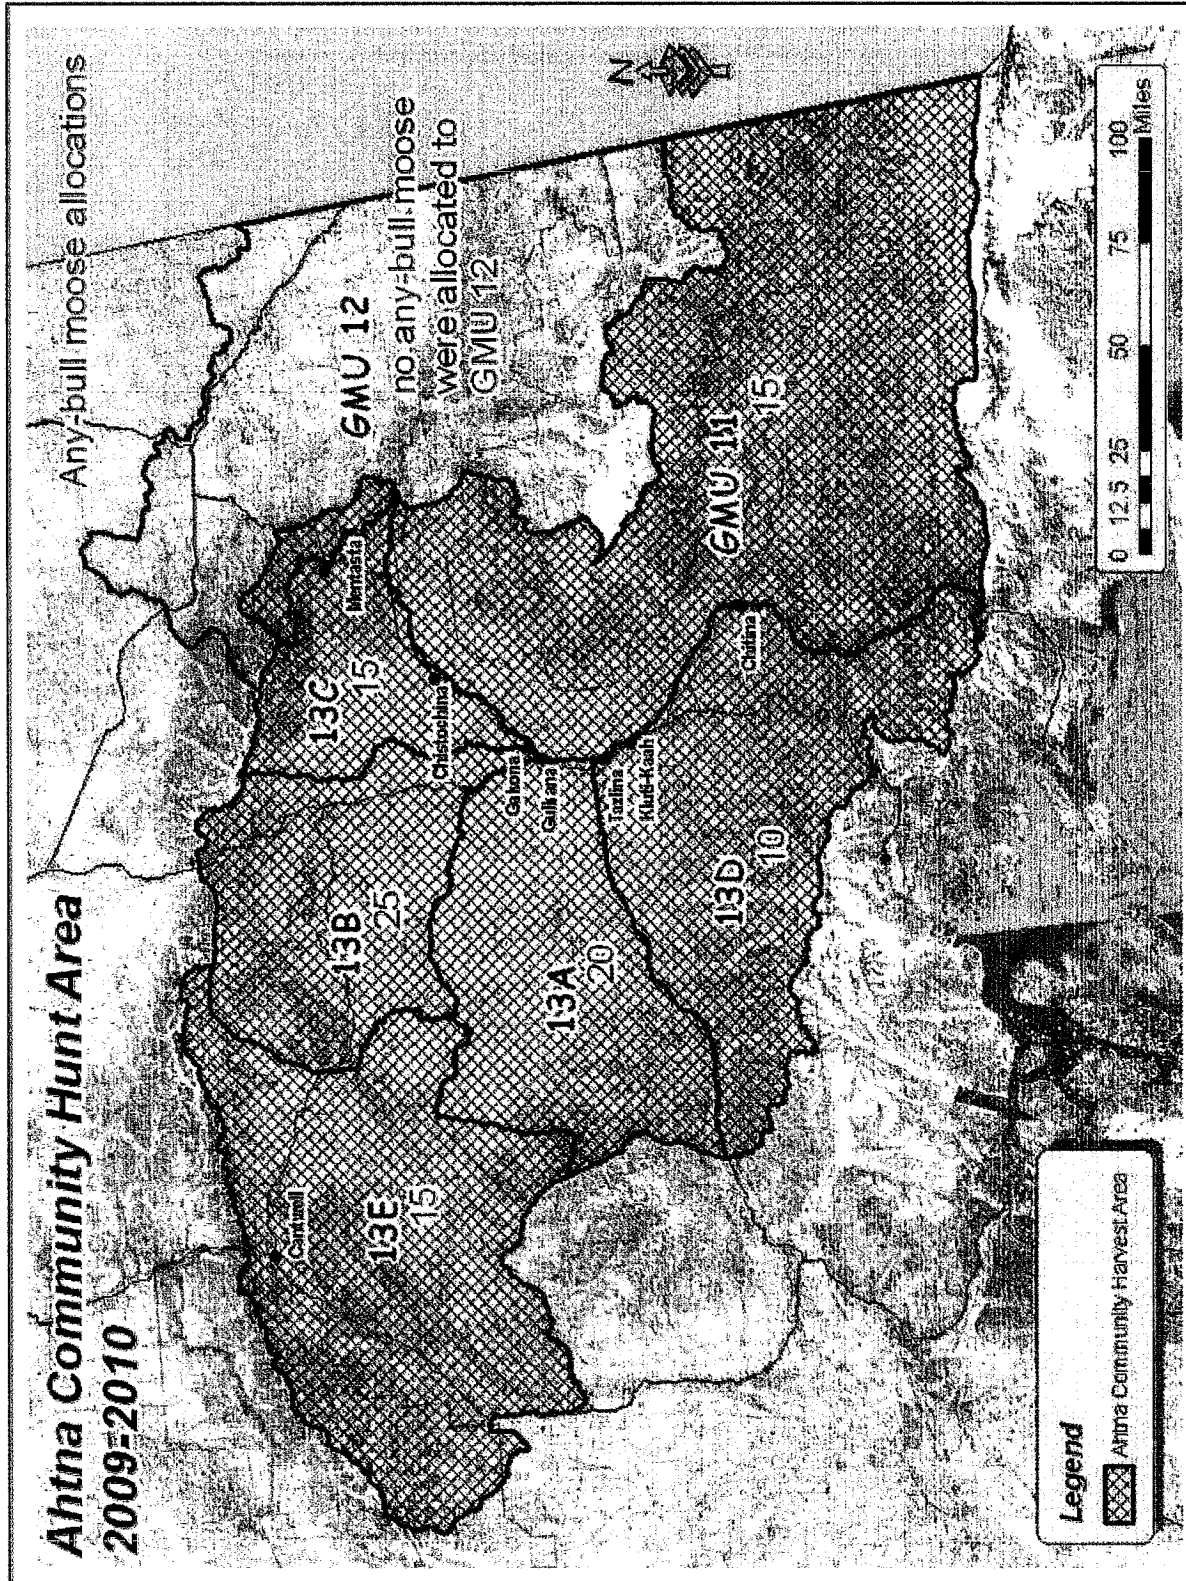 Ahtna Community Hunt Area
2009-2010
Any-bull moose allocations
N
GMU 12
no any-bull moose
were allocated to
GMU 12
13C
15
Mentasta
Chistochina
13B
25
Cantwell
13E
15
Gakona
Gulkana
13A
20
Tazlina
Kluti-Kaah
13D
10
Chitina
GMU 11
15
Legend
Ahtna Community Harvest Area
0 12.5 25 50 75 100
Miles